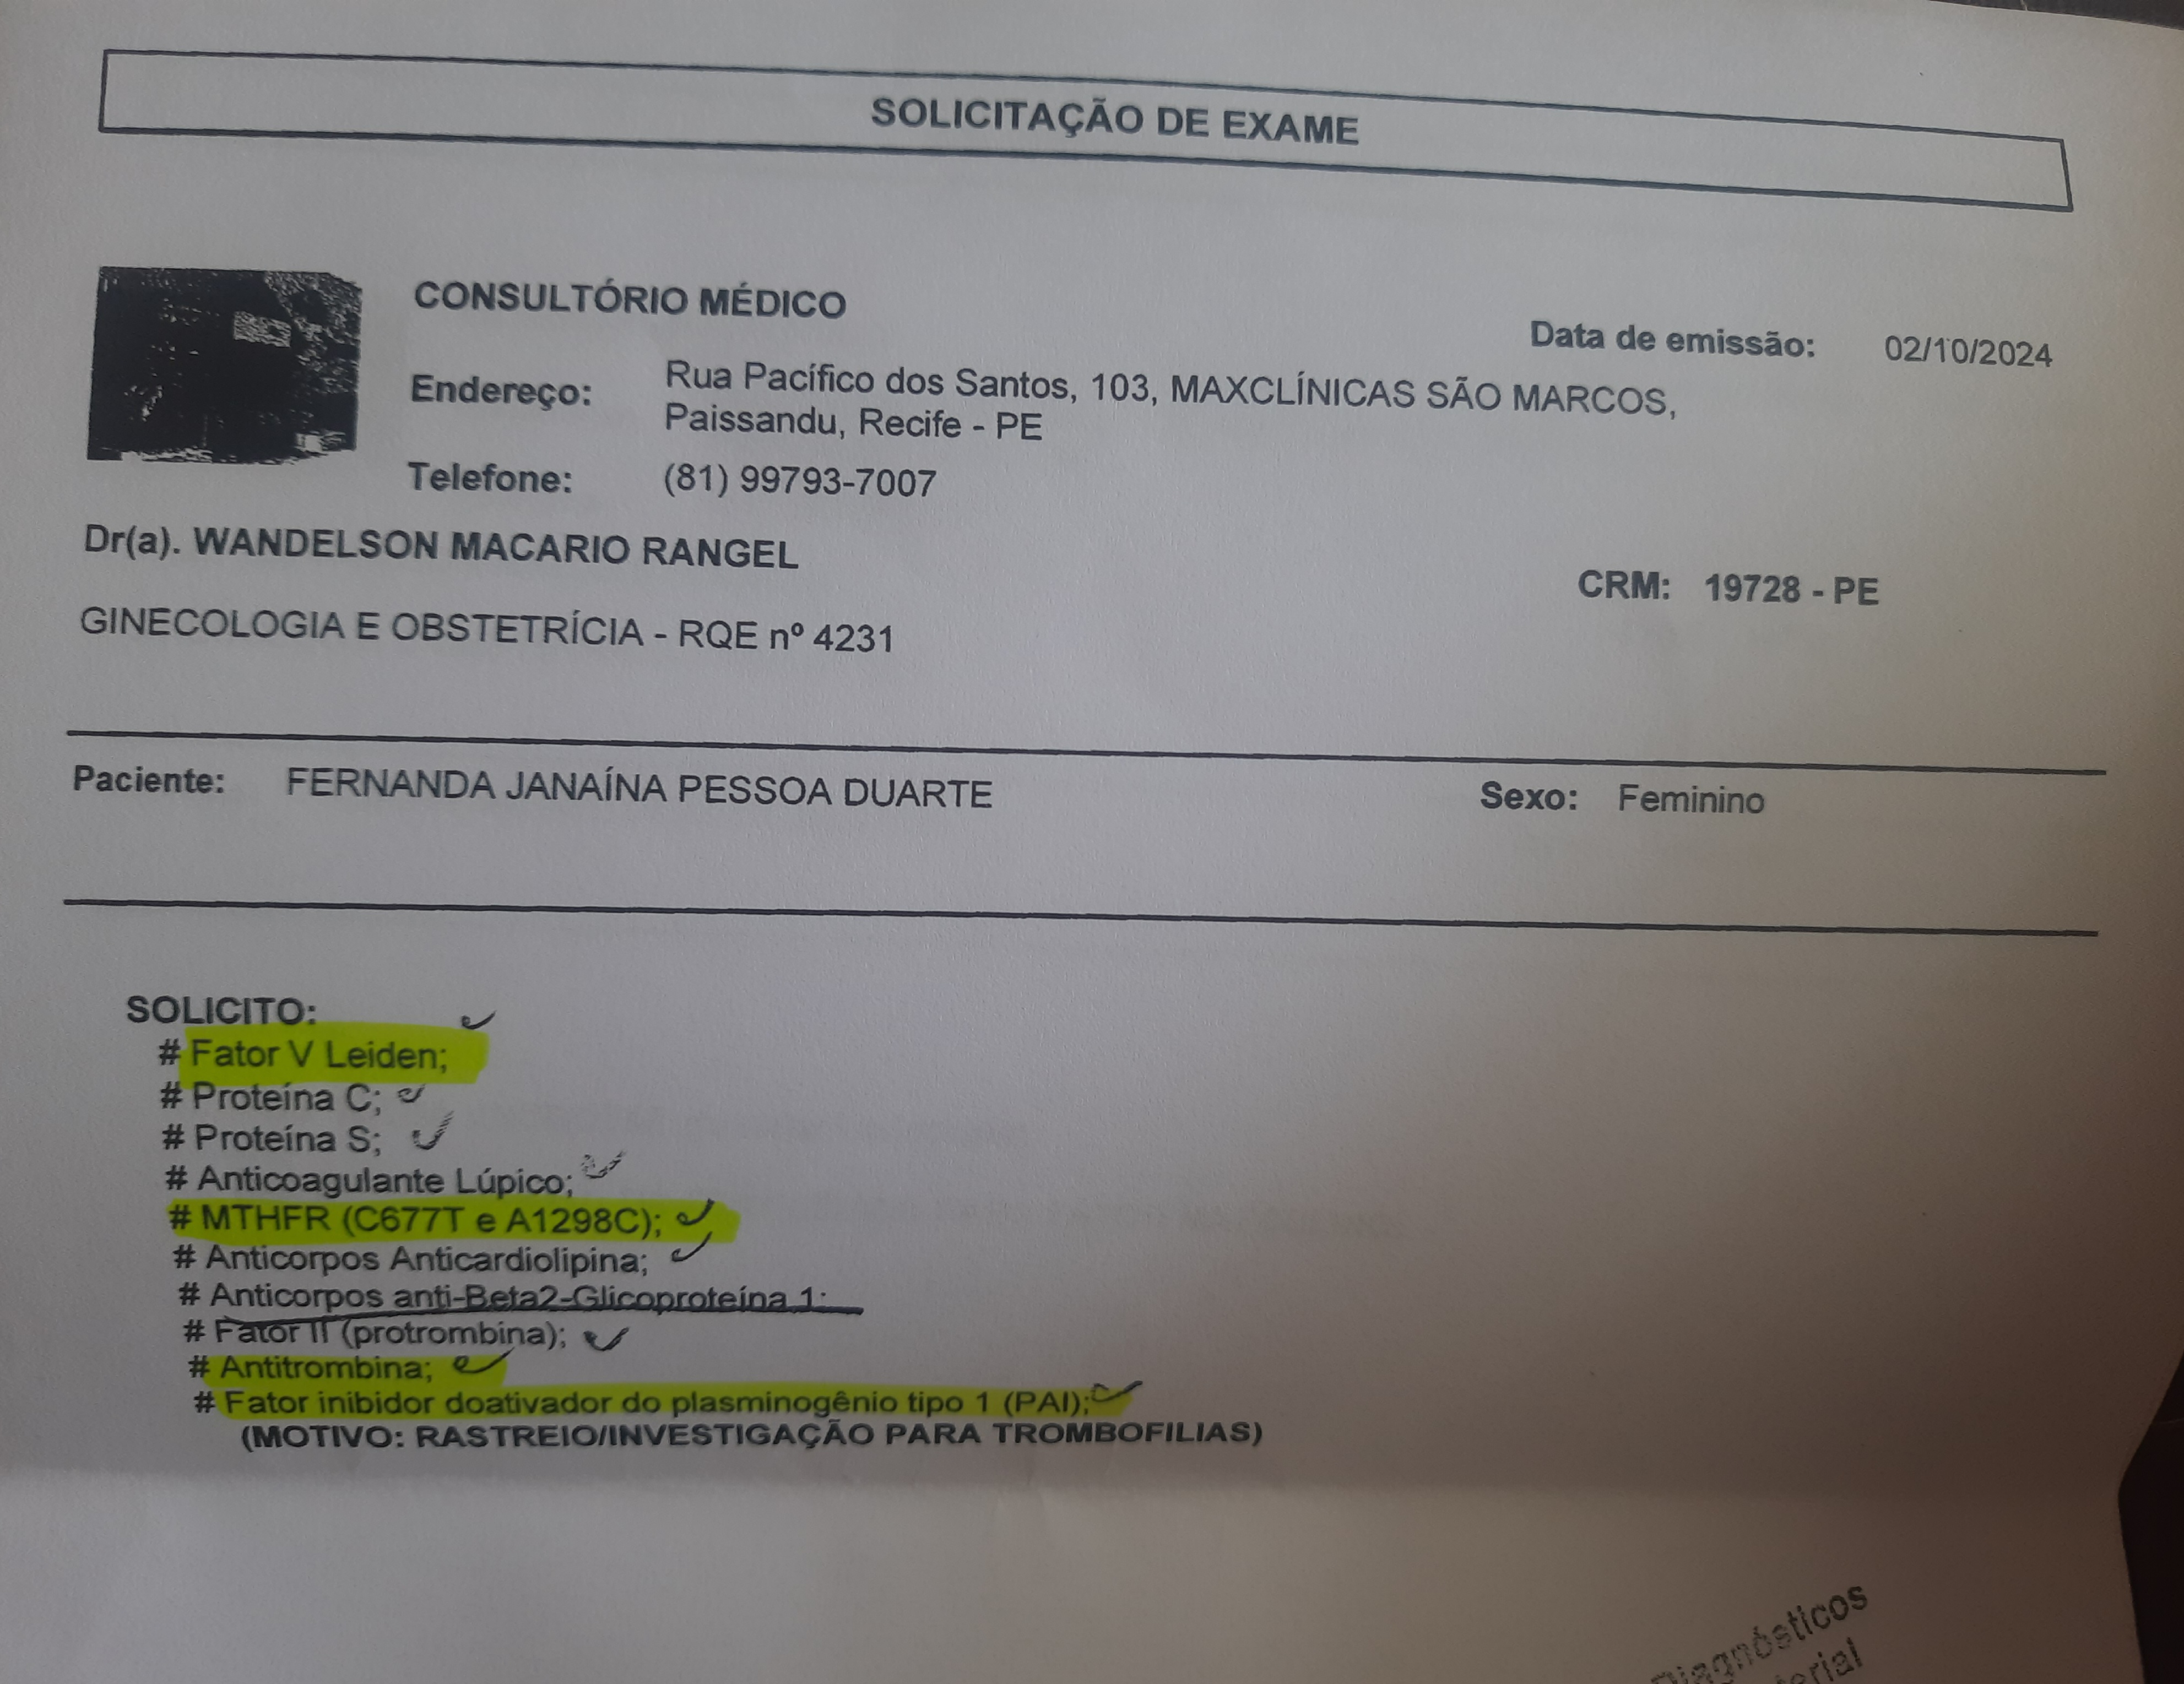 SOLICITAÇÃO DE EXAME
CONSULTÓRIO MÉDICO
Data de emissão: 02/10/2024
Endereço: Rua Pacífico dos Santos, 103, MAXCLÍNICAS SÃO MARCOS,
Paissandu, Recife - PE
Telefone: (81) 99793-7007
Dr(a). WANDELSON MACARIO RANGEL
CRM: 19728 - PE
GINECOLOGIA E OBSTETRÍCIA - RQE nº 4231
Paciente: FERNANDA JANAÍNA PESSOA DUARTE Sexo: Feminino
SOLICITO:
# Fator V Leiden;
# Proteína C;
# Proteína S;
# Anticoagulante Lúpico;
# MTHFR (C677T e A1298C);
# Anticorpos Anticardiolipina;
# Anticorpos anti-Beta2-Glicoproteína 1;
# Fator II (protrombina);
# Antitrombina;
# Fator inibidor doativador do plasminogênio tipo 1 (PAI);
(MOTIVO: RASTREIO/INVESTIGAÇÃO PARA TROMBOFILIAS)
Diagnósticos